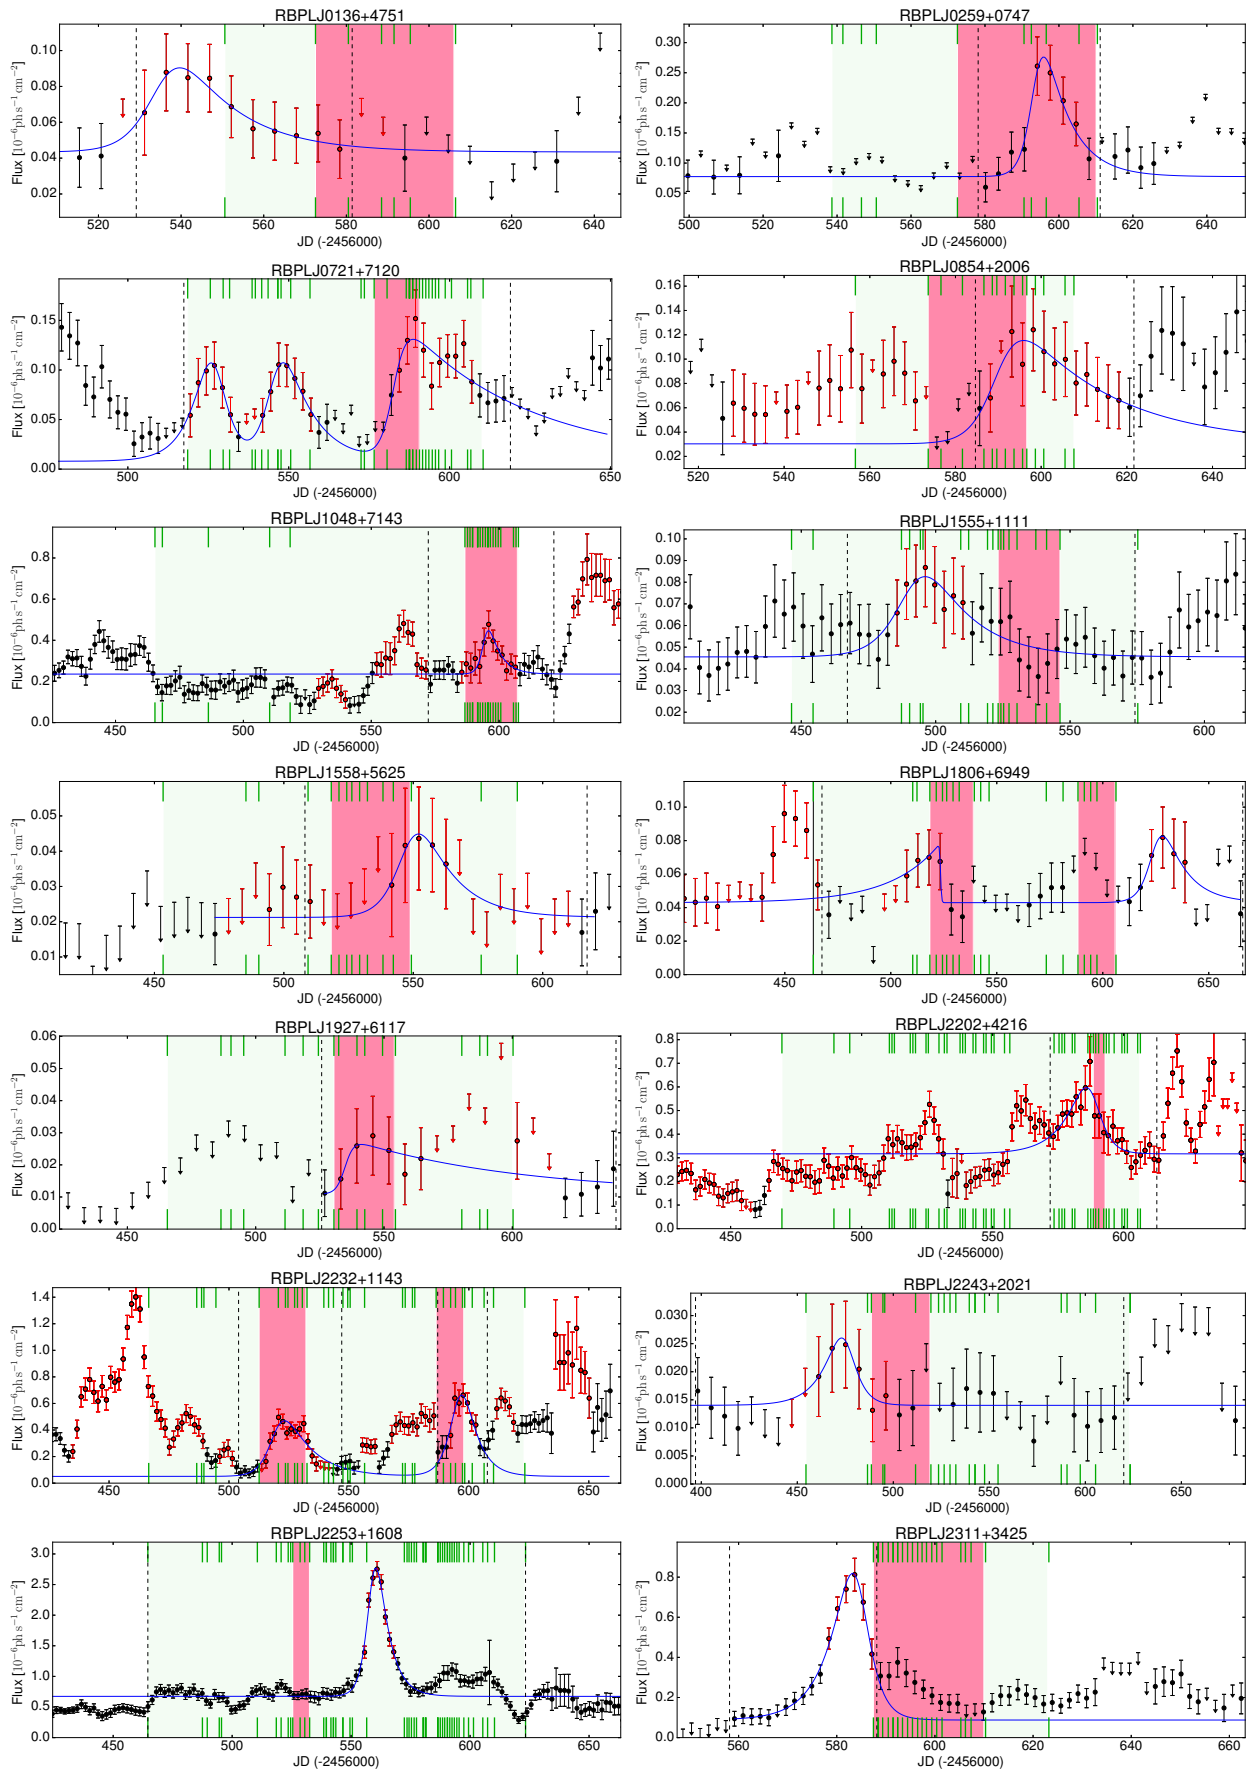 RBPLJ0136+4751
Flux [10⁻⁶ph s⁻¹ cm⁻²]
0.10
0.08
0.06
0.04
0.02
520 540 560 580 600 620 640
JD (-2456000)
RBPLJ0259+0747
Flux [10⁻⁶ph s⁻¹ cm⁻²]
0.30
0.25
0.20
0.15
0.10
0.05
500 520 540 560 580 600 620 640
JD (-2456000)
RBPLJ0721+7120
Flux [10⁻⁶ph s⁻¹ cm⁻²]
0.15
0.10
0.05
0.00
500 550 600 650
JD (-2456000)
RBPLJ0854+2006
Flux [10⁻⁶ph s⁻¹ cm⁻²]
0.16
0.14
0.12
0.10
0.08
0.06
0.04
0.02
0.00
520 540 560 580 600 620 640
JD (-2456000)
RBPLJ1048+7143
Flux [10⁻⁶ph s⁻¹ cm⁻²]
0.8
0.6
0.4
0.2
0.0
450 500 550 600
JD (-2456000)
RBPLJ1555+1111
Flux [10⁻⁶ph s⁻¹ cm⁻²]
0.10
0.09
0.08
0.07
0.06
0.05
0.04
0.03
0.02
450 500 550 600
JD (-2456000)
RBPLJ1558+5625
Flux [10⁻⁶ph s⁻¹ cm⁻²]
0.05
0.04
0.03
0.02
0.01
450 500 550 600
JD (-2456000)
RBPLJ1806+6949
Flux [10⁻⁶ph s⁻¹ cm⁻²]
0.10
0.08
0.06
0.04
0.02
0.00
450 500 550 600 650
JD (-2456000)
RBPLJ1927+6117
Flux [10⁻⁶ph s⁻¹ cm⁻²]
0.06
0.05
0.04
0.03
0.02
0.01
0.00
450 500 550 600
JD (-2456000)
RBPLJ2202+4216
Flux [10⁻⁶ph s⁻¹ cm⁻²]
0.8
0.7
0.6
0.5
0.4
0.3
0.2
0.1
0.0
450 500 550 600
JD (-2456000)
RBPLJ2232+1143
Flux [10⁻⁶ph s⁻¹ cm⁻²]
1.4
1.2
1.0
0.8
0.6
0.4
0.2
0.0
450 500 550 600 650
JD (-2456000)
RBPLJ2243+2021
Flux [10⁻⁶ph s⁻¹ cm⁻²]
0.030
0.025
0.020
0.015
0.010
0.005
0.000
400 450 500 550 600 650
JD (-2456000)
RBPLJ2253+1608
Flux [10⁻⁶ph s⁻¹ cm⁻²]
3.0
2.5
2.0
1.5
1.0
0.5
0.0
450 500 550 600 650
JD (-2456000)
RBPLJ2311+3425
Flux [10⁻⁶ph s⁻¹ cm⁻²]
1.0
0.8
0.6
0.4
0.2
0.0
560 580 600 620 640 660
JD (-2456000)